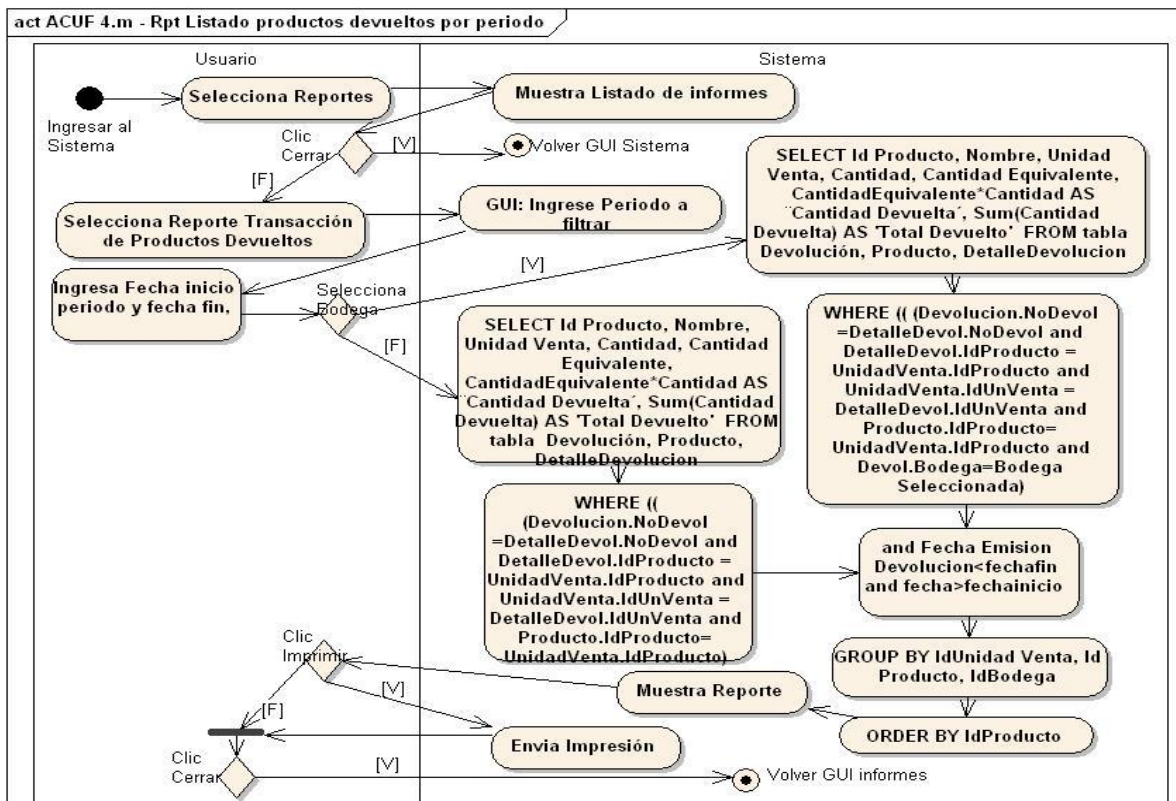 act ACUF 4.m - Rpt Listado productos devueltos por periodo
Usuario
Sistema
Ingresar al
Sistema
Selecciona Reportes
Muestra Listado de informes
Clic
Cerrar
[V]
Volver GUI Sistema
[F]
Selecciona Reporte Transacción
de Productos Devueltos
GUI: Ingrese Periodo a
filtrar
Ingresa Fecha inicio
periodo y fecha fin,
Selecciona
Bodega
[V]
[F]
SELECT Id Producto, Nombre, Unidad
Venta, Cantidad, Cantidad Equivalente,
CantidadEquivalente*Cantidad AS
¨Cantidad Devuelta´, Sum(Cantidad
Devuelta) AS 'Total Devuelto' FROM tabla
Devolución, Producto, DetalleDevolucion
WHERE (( (Devolucion.NoDevol
=DetalleDevol.NoDevol and
DetalleDevol.IdProducto =
UnidadVenta.IdProducto and
UnidadVenta.IdUnVenta =
DetalleDevol.IdUnVenta and
Producto.IdProducto=
UnidadVenta.IdProducto and
Devol.Bodega=Bodega
Seleccionada)
SELECT Id Producto, Nombre,
Unidad Venta, Cantidad, Cantidad
Equivalente,
CantidadEquivalente*Cantidad AS
¨Cantidad Devuelta´, Sum(Cantidad
Devuelta) AS 'Total Devuelto' FROM
tabla Devolución, Producto,
DetalleDevolucion
WHERE ((
(Devolucion.NoDevol
=DetalleDevol.NoDevol and
DetalleDevol.IdProducto =
UnidadVenta.IdProducto and
UnidadVenta.IdUnVenta =
DetalleDevol.IdUnVenta and
Producto.IdProducto=
UnidadVenta.IdProducto)
and Fecha Emision
Devolucion<fechafin
and fecha>fechainicio
GROUP BY IdUnidad Venta, Id
Producto, IdBodega
ORDER BY IdProducto
Muestra Reporte
Clic
Imprimir
[V]
[F]
Envia Impresión
Clic
Cerrar
[V]
Volver GUI informes